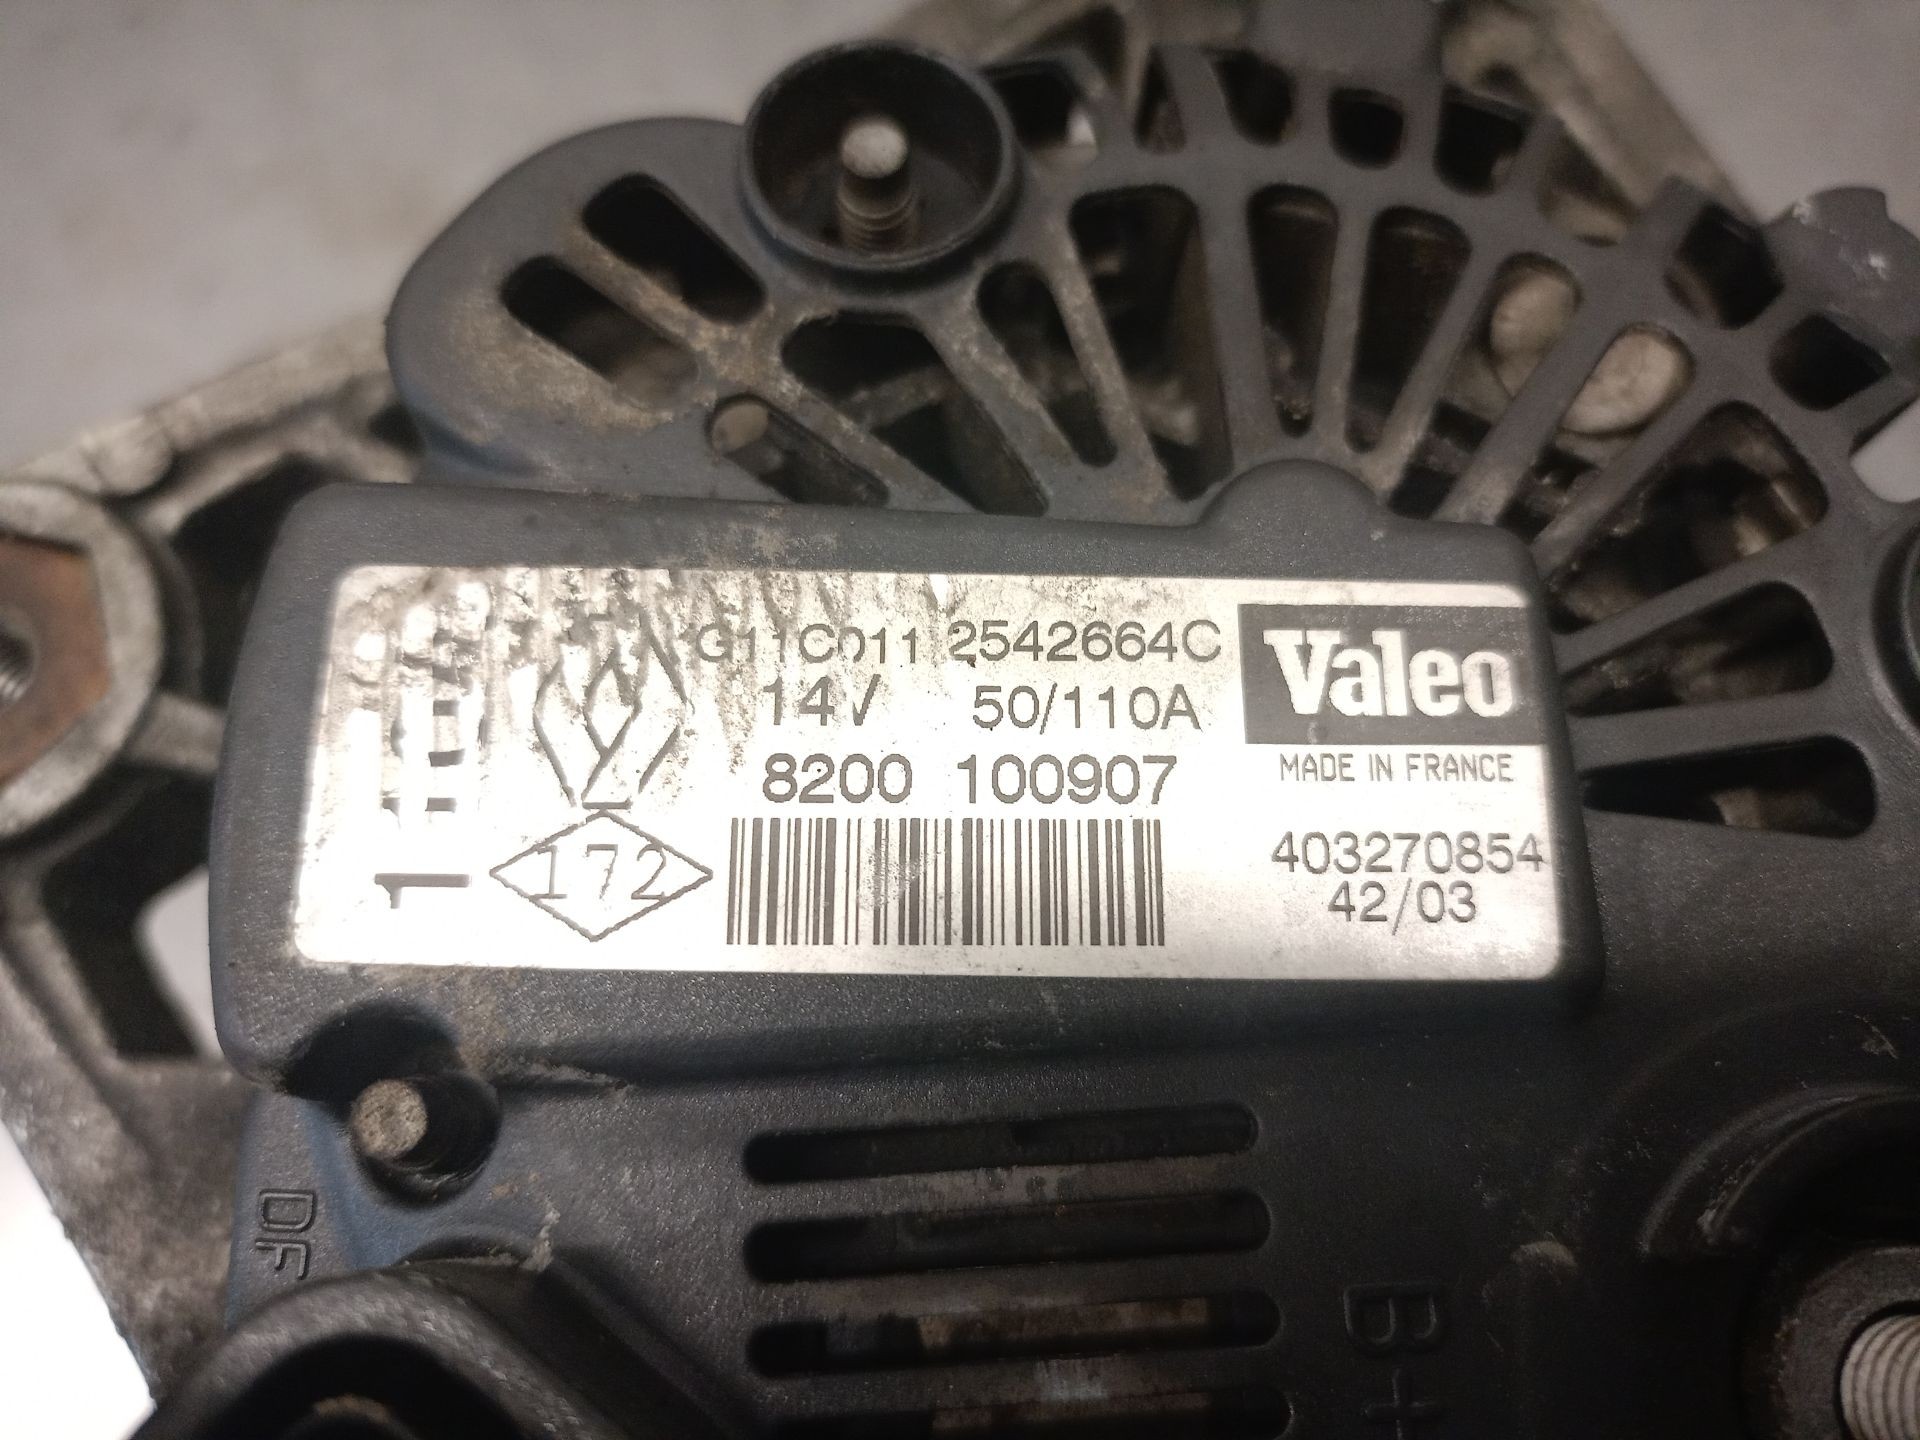 G11C011 2542664C
14V 50/110A
8200 100907
172
Valeo
MADE IN FRANCE
403270854
42/03
DF
B+